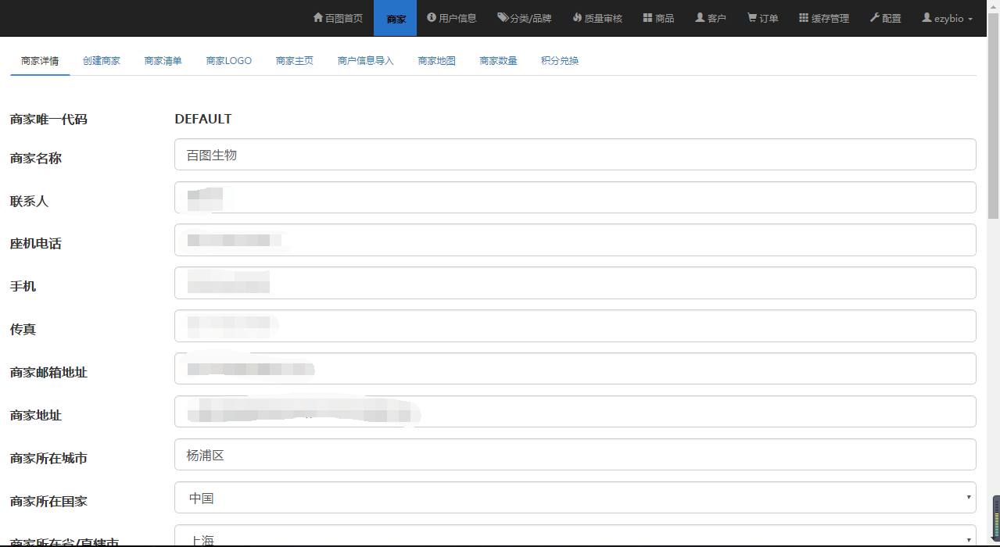 百图首页 商家 用户信息 分类/品牌 质量审核 商品 客户 订单 缓存管理 配置 ezybio
商家详情 创建商家 商家清单 商家LOGO 商家主页 商户信息导入 商家地图 商家数量 积分兑换
商家唯一代码 DEFAULT
商家名称 百图生物
联系人
座机电话
手机
传真
商家邮箱地址
商家地址
商家所在城市 杨浦区
商家所在国家 中国
商家所在省/直辖市 上海